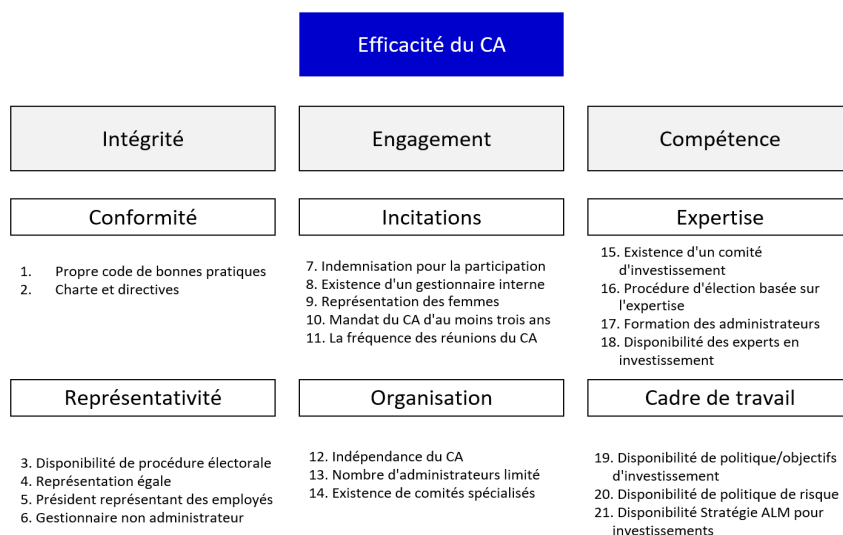 Efficacité du CA
Intégrité
Engagement
Compétence
Conformité
Incitations
Expertise
1. Propre code de bonnes pratiques
2. Charte et directives
7. Indemnisation pour la participation
8. Existence d'un gestionnaire interne
9. Représentation des femmes
10. Mandat du CA d'au moins trois ans
11. La fréquence des réunions du CA
15. Existence d'un comité
d'investissement
16. Procédure d'élection basée sur
l'expertise
17. Formation des administrateurs
18. Disponibilité des experts en
investissement
Représentativité
Organisation
Cadre de travail
3. Disponibilité de procédure électorale
4. Représentation égale
5. Président représentant des employés
6. Gestionnaire non administrateur
12. Indépendance du CA
13. Nombre d'administrateurs limité
14. Existence de comités spécialisés
19. Disponibilité de politique/objectifs
d'investissement
20. Disponibilité de politique de risque
21. Disponibilité Stratégie ALM pour
investissements